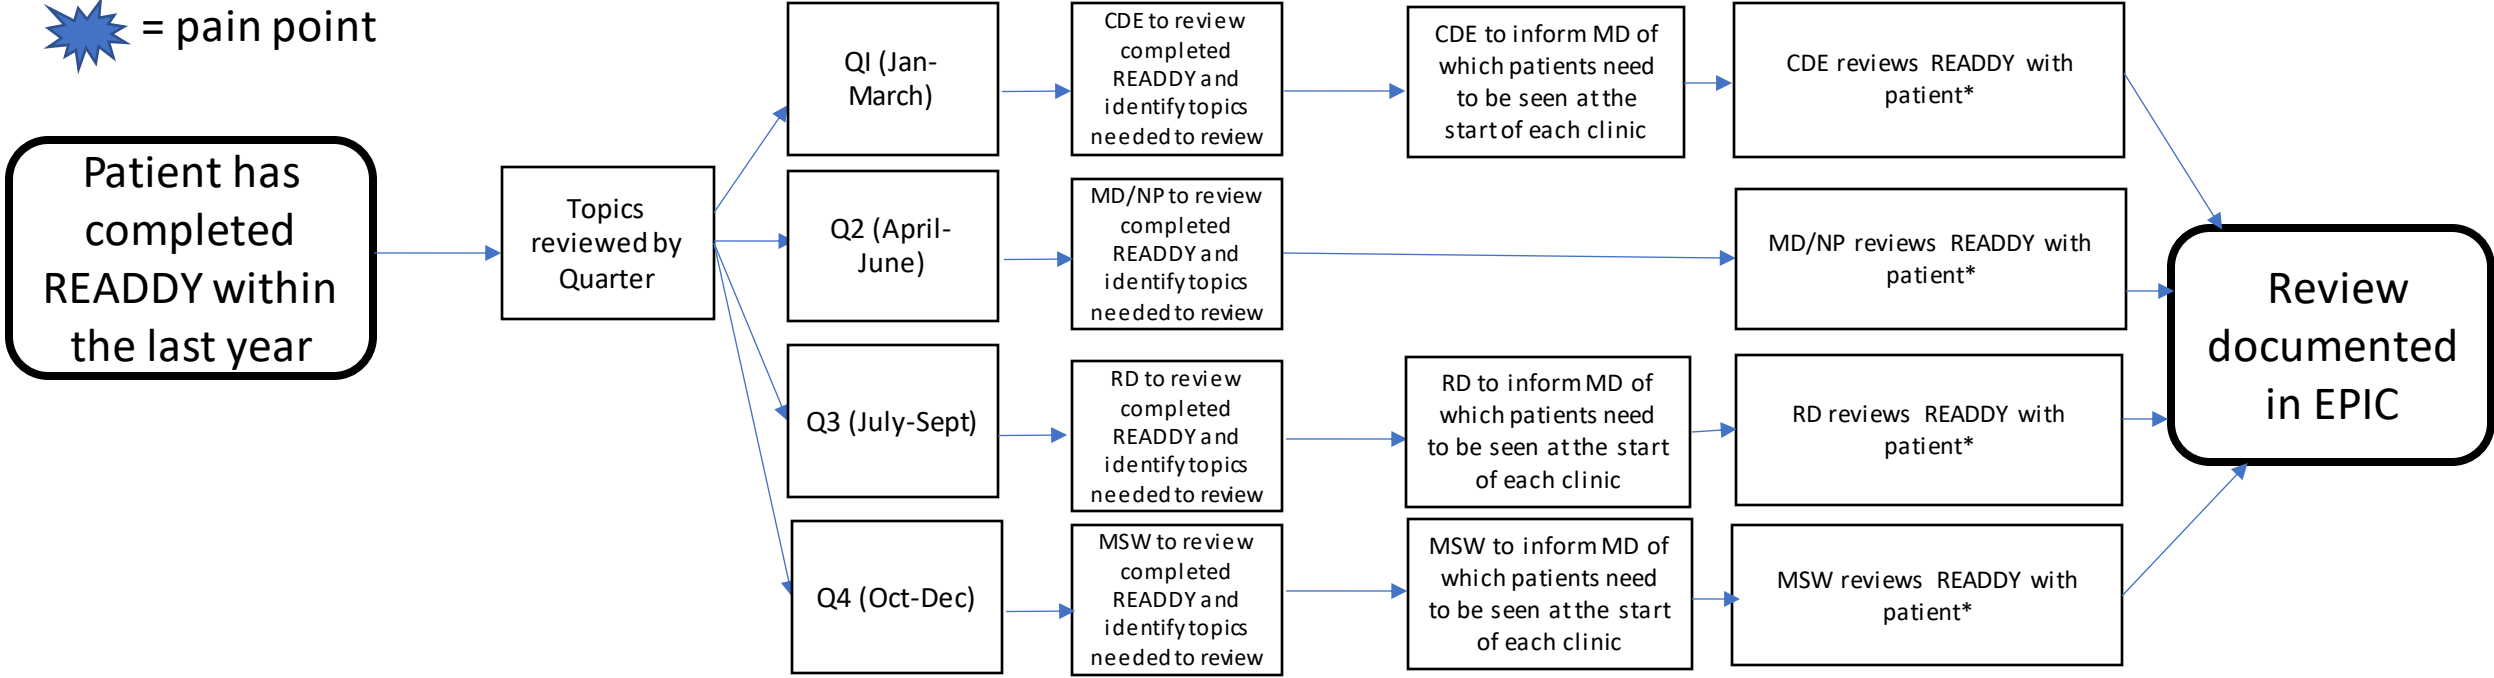 = pain point
Patient has
completed
READDY within
the last year
Topics
reviewed by
Quarter
QI (Jan-
March)
CDE to review
completed
READDY and
identify topics
needed to review
CDE to inform MD of
which patients need
to be seen at the
start of each clinic
CDE reviews READDY with
patient*
Q2 (April-
June)
MD/NP to review
completed
READDY and
identify topics
needed to review
MD/NP reviews READDY with
patient*
Q3 (July-Sept)
RD to review
completed
READDY and
identify topics
needed to review
RD to inform MD of
which patients need
to be seen at the start
of each clinic
RD reviews READDY with
patient*
Q4 (Oct-Dec)
MSW to review
completed
READDY and
identify topics
needed to review
MSW to inform MD of
which patients need
to be seen at the start
of each clinic
MSW reviews READDY with
patient*
Review
documented
in EPIC